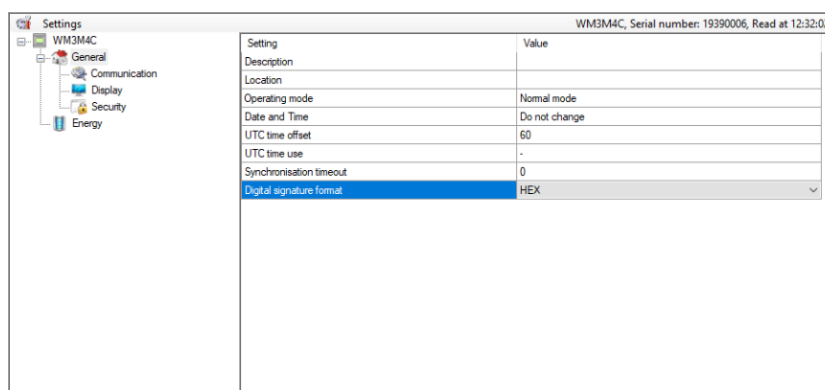 Settings
WM3M4C, Serial number: 19390006, Read at 12:32:02
WM3M4C
General
Communication
Display
Security
Energy
Setting Value
Description
Location
Operating mode Normal mode
Date and Time Do not change
UTC time offset 60
UTC time use -
Synchronisation timeout 0
Digital signature format HEX